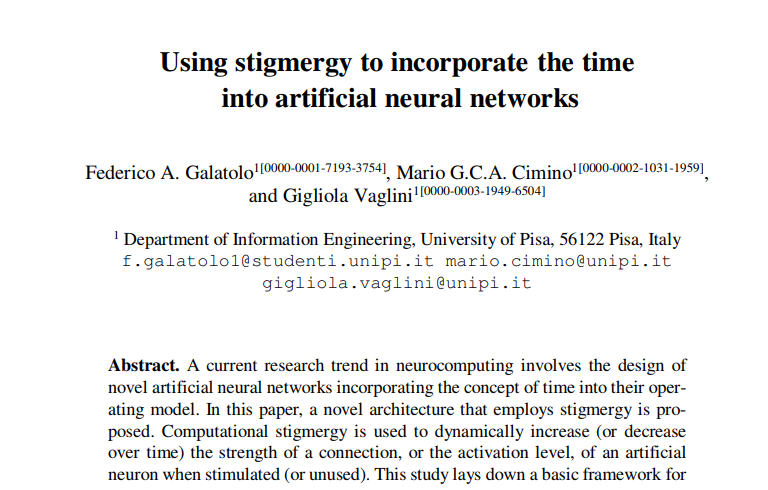 Using stigmergy to incorporate the time
into artificial neural networks
Federico A. Galatolo1[0000-0001-7193-3754], Mario G.C.A. Cimino1[0000-0002-1031-1959],
and Gigliola Vaglini1[0000-0003-1949-6504]
1 Department of Information Engineering, University of Pisa, 56122 Pisa, Italy
f.galatolo1@studenti.unipi.it mario.cimino@unipi.it
gigliola.vaglini@unipi.it
Abstract. A current research trend in neurocomputing involves the design of
novel artificial neural networks incorporating the concept of time into their oper-
ating model. In this paper, a novel architecture that employs stigmergy is pro-
posed. Computational stigmergy is used to dynamically increase (or decrease
over time) the strength of a connection, or the activation level, of an artificial
neuron when stimulated (or unused). This study lays down a basic framework for